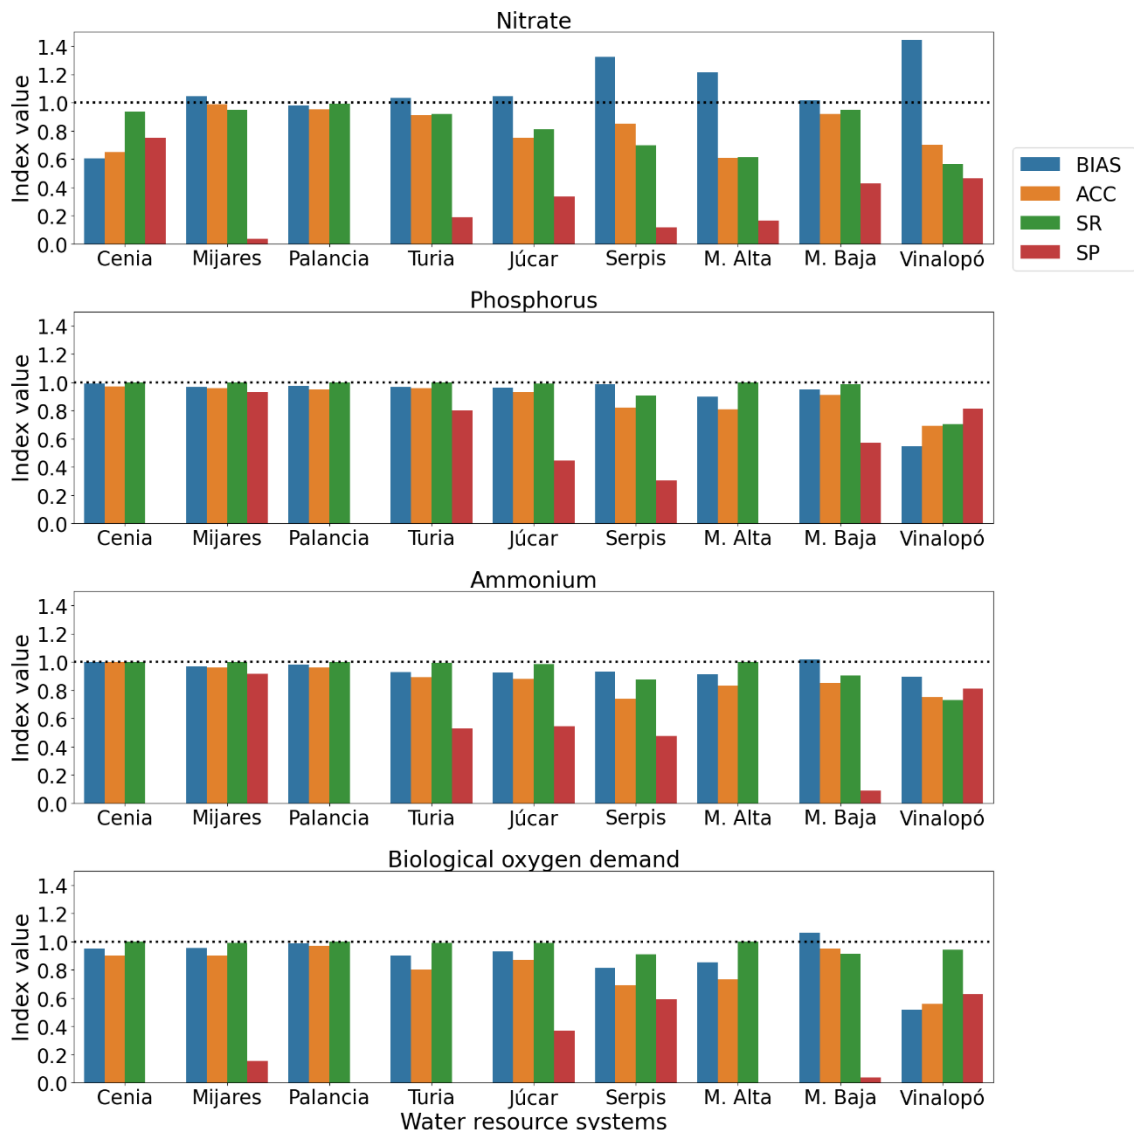 Nitrate
Index value
1.4
1.2
1.0
0.8
0.6
0.4
0.2
0.0
Cenia Mijares Palancia Turia Júcar Serpis M. Alta M. Baja Vinalopó
BIAS
ACC
SR
SP
Phosphorus
Index value
1.4
1.2
1.0
0.8
0.6
0.4
0.2
0.0
Cenia Mijares Palancia Turia Júcar Serpis M. Alta M. Baja Vinalopó
Ammonium
Index value
1.4
1.2
1.0
0.8
0.6
0.4
0.2
0.0
Cenia Mijares Palancia Turia Júcar Serpis M. Alta M. Baja Vinalopó
Biological oxygen demand
Index value
1.4
1.2
1.0
0.8
0.6
0.4
0.2
0.0
Cenia Mijares Palancia Turia Júcar Serpis M. Alta M. Baja Vinalopó
Water resource systems